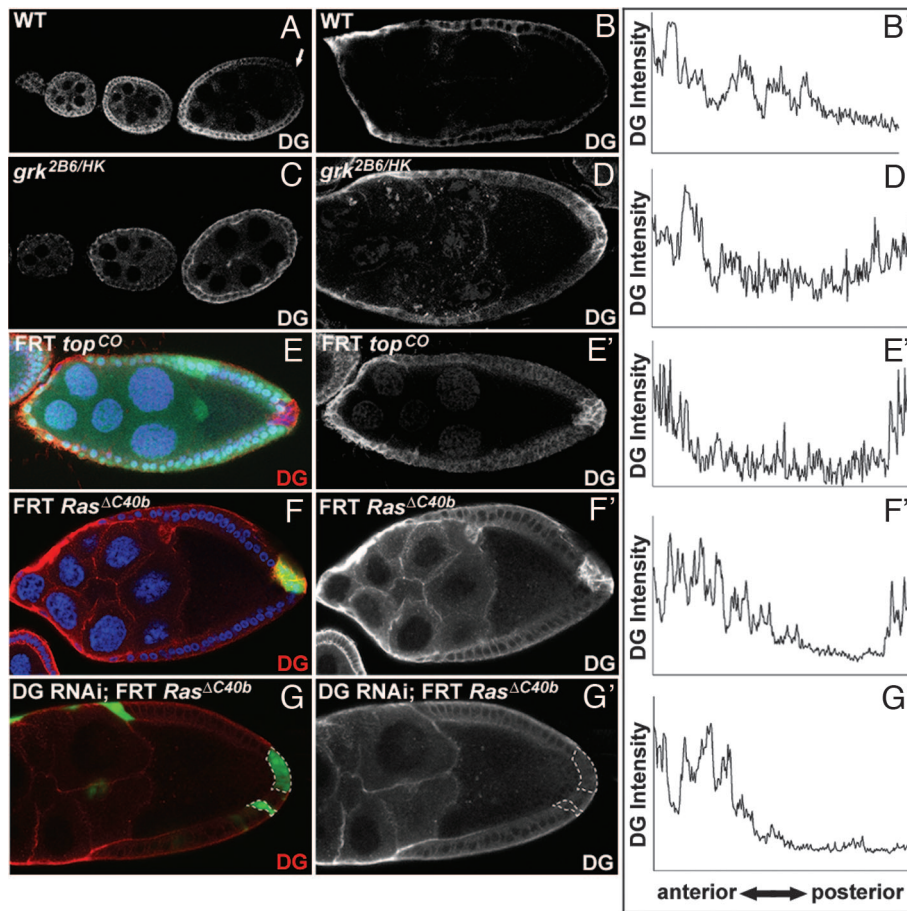 WT A DG
WT B DG
DG Intensity B'
grk2B6/HK C DG
grk2B6/HK D DG
DG Intensity D'
FRT topCO E DG
E' DG
DG Intensity E''
FRT RasΔC40b F DG
FRT RasΔC40b F' DG
DG Intensity F''
DG RNAi; FRT RasΔC40b G DG
DG RNAi; FRT RasΔC40b G' DG
DG Intensity G
anterior posterior